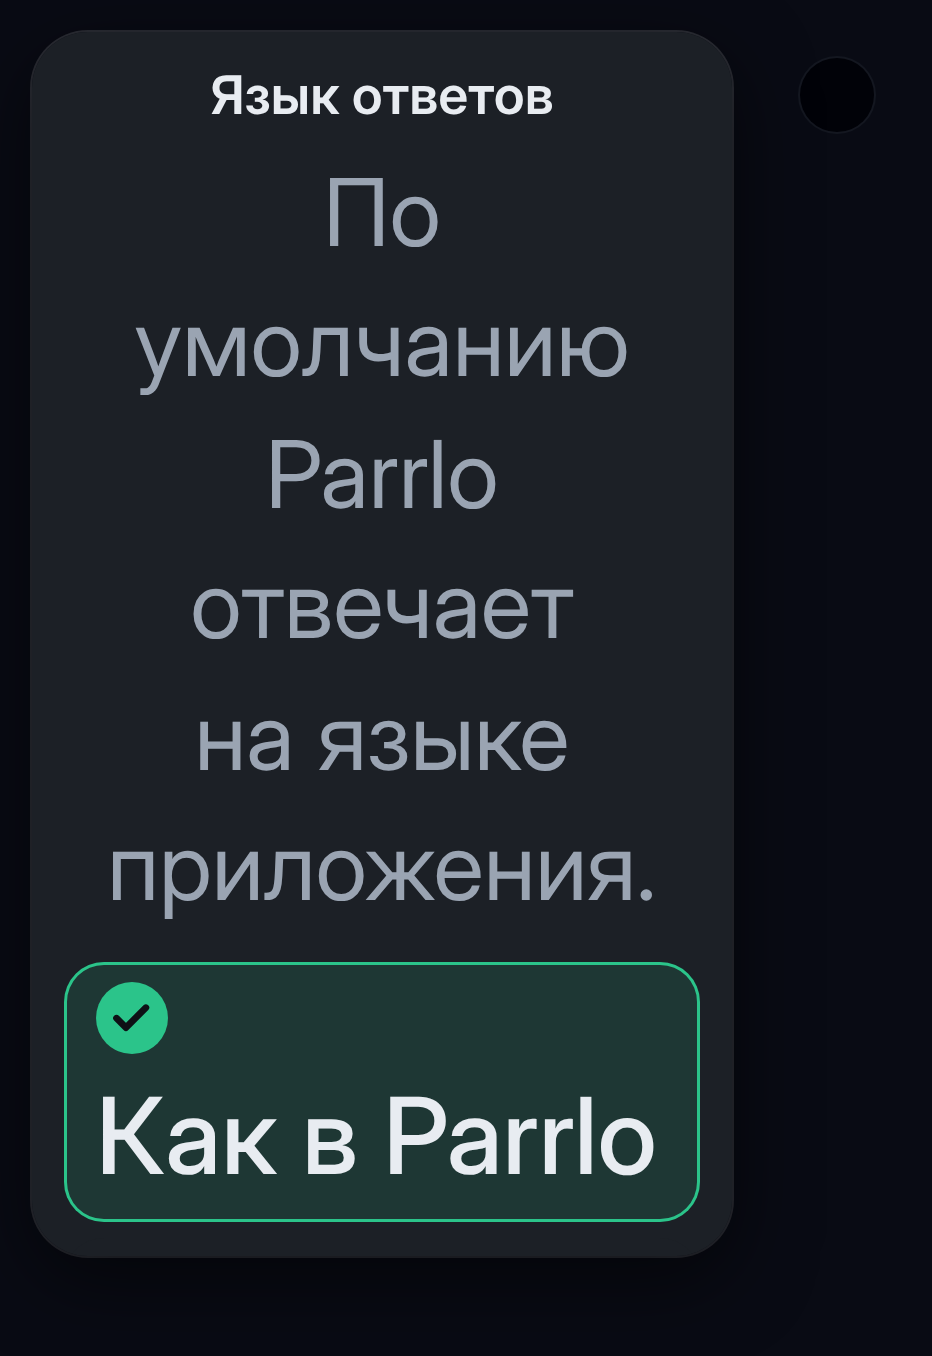 Язык ответов
По
умолчанию
Parrlo
отвечает
на языке
приложения.
Как в Parrlo